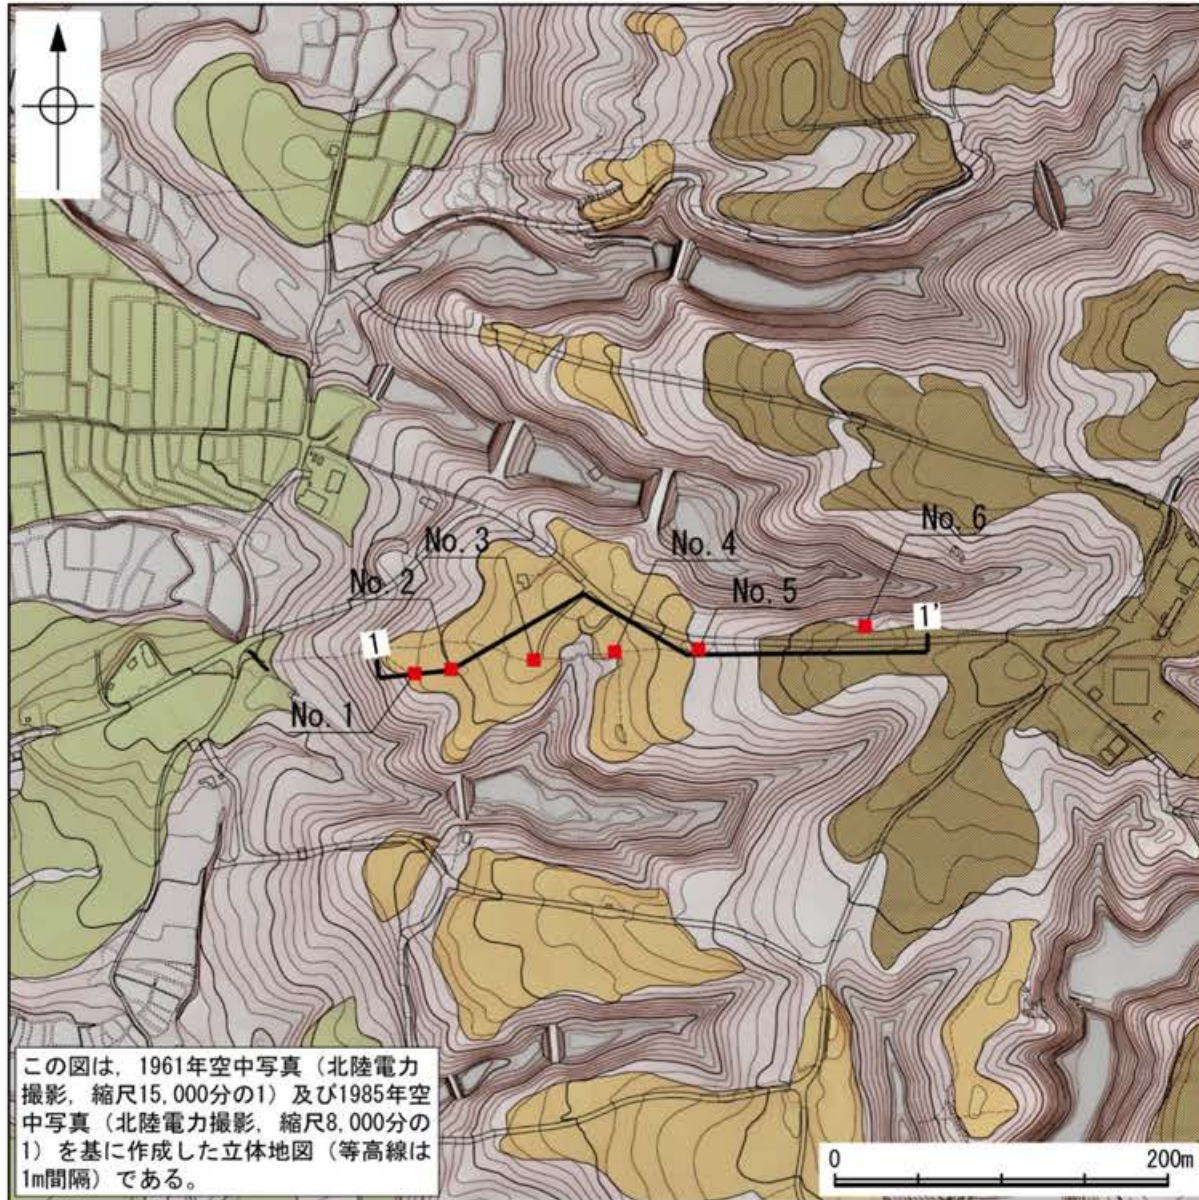 No. 6
No. 3
No. 4
No. 2
No. 5
1
1'
No. 1
この図は，1961年空中写真（北陸電力
撮影，縮尺15,000分の1）及び1985年空
中写真（北陸電力撮影，縮尺8,000分の
1）を基に作成した立体地図（等高線は
1m間隔）である。
0 200m